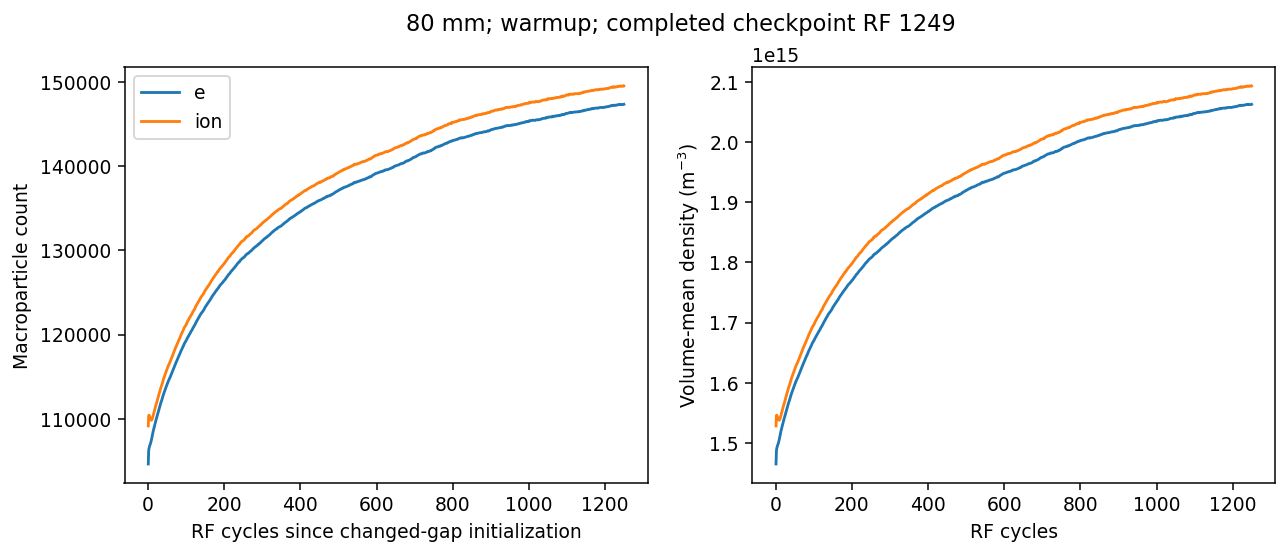 80 mm; warmup; completed checkpoint RF 1249
e
ion
Macroparticle count
150000
140000
130000
120000
110000
0 200 400 600 800 1000 1200
RF cycles since changed-gap initialization
1e15
Volume-mean density (m⁻³)
2.1
2.0
1.9
1.8
1.7
1.6
1.5
0 200 400 600 800 1000 1200
RF cycles